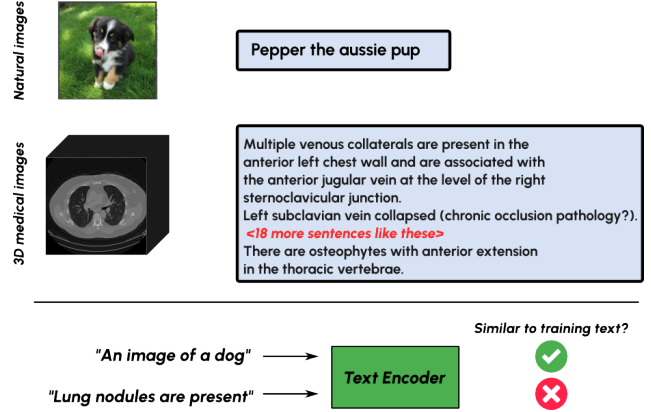 Natural images
Pepper the aussie pup
3D medical images
Multiple venous collaterals are present in the
anterior left chest wall and are associated with
the anterior jugular vein at the level of the right
sternoclavicular junction.
Left subclavian vein collapsed (chronic occlusion pathology?).
<18 more sentences like these>
There are osteophytes with anterior extension
in the thoracic vertebrae.
Similar to training text?
"An image of a dog"
Text Encoder
"Lung nodules are present"